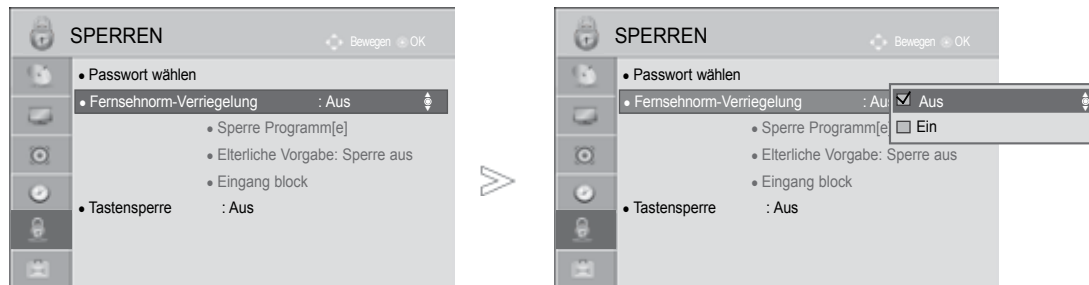 SPERREN
Bewegen OK
• Passwort wählen
• Fernsehnorm-Verriegelung : Aus
• Sperre Programm[e]
• Elterliche Vorgabe: Sperre aus
• Eingang block
• Tastensperre : Aus
SPERREN
Bewegen OK
• Passwort wählen
• Fernsehnorm-Verriegelung : Au
Aus
• Sperre Programm[e]
Ein
• Elterliche Vorgabe: Sperre aus
• Eingang block
• Tastensperre : Aus